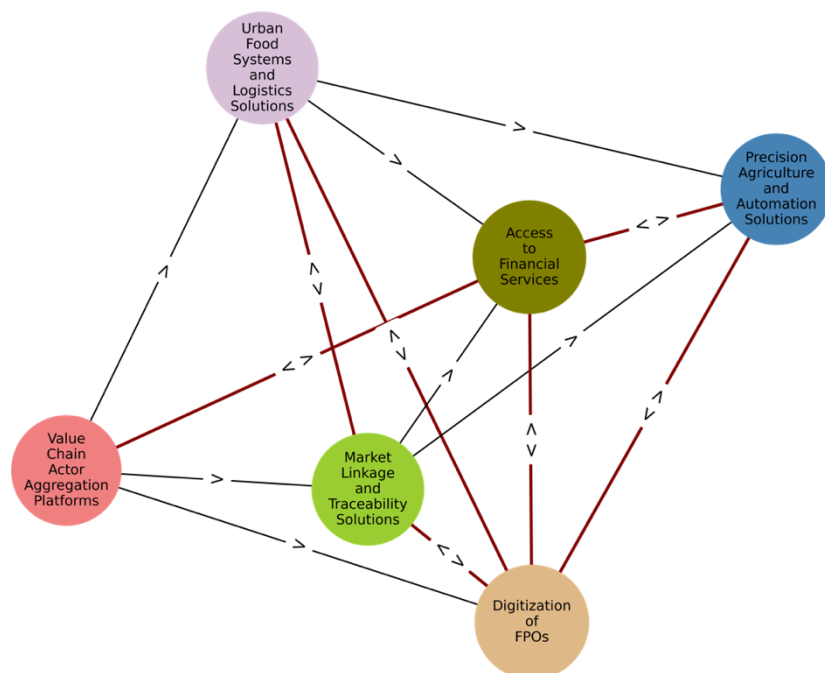 Urban
Food
Systems
and
Logistics
Solutions
Precision
Agriculture
and
Automation
Solutions
Access
to
Financial
Services
Value
Chain
Actor
Aggregation
Platforms
Market
Linkage
and
Traceability
Solutions
Digitization
of
FPOs